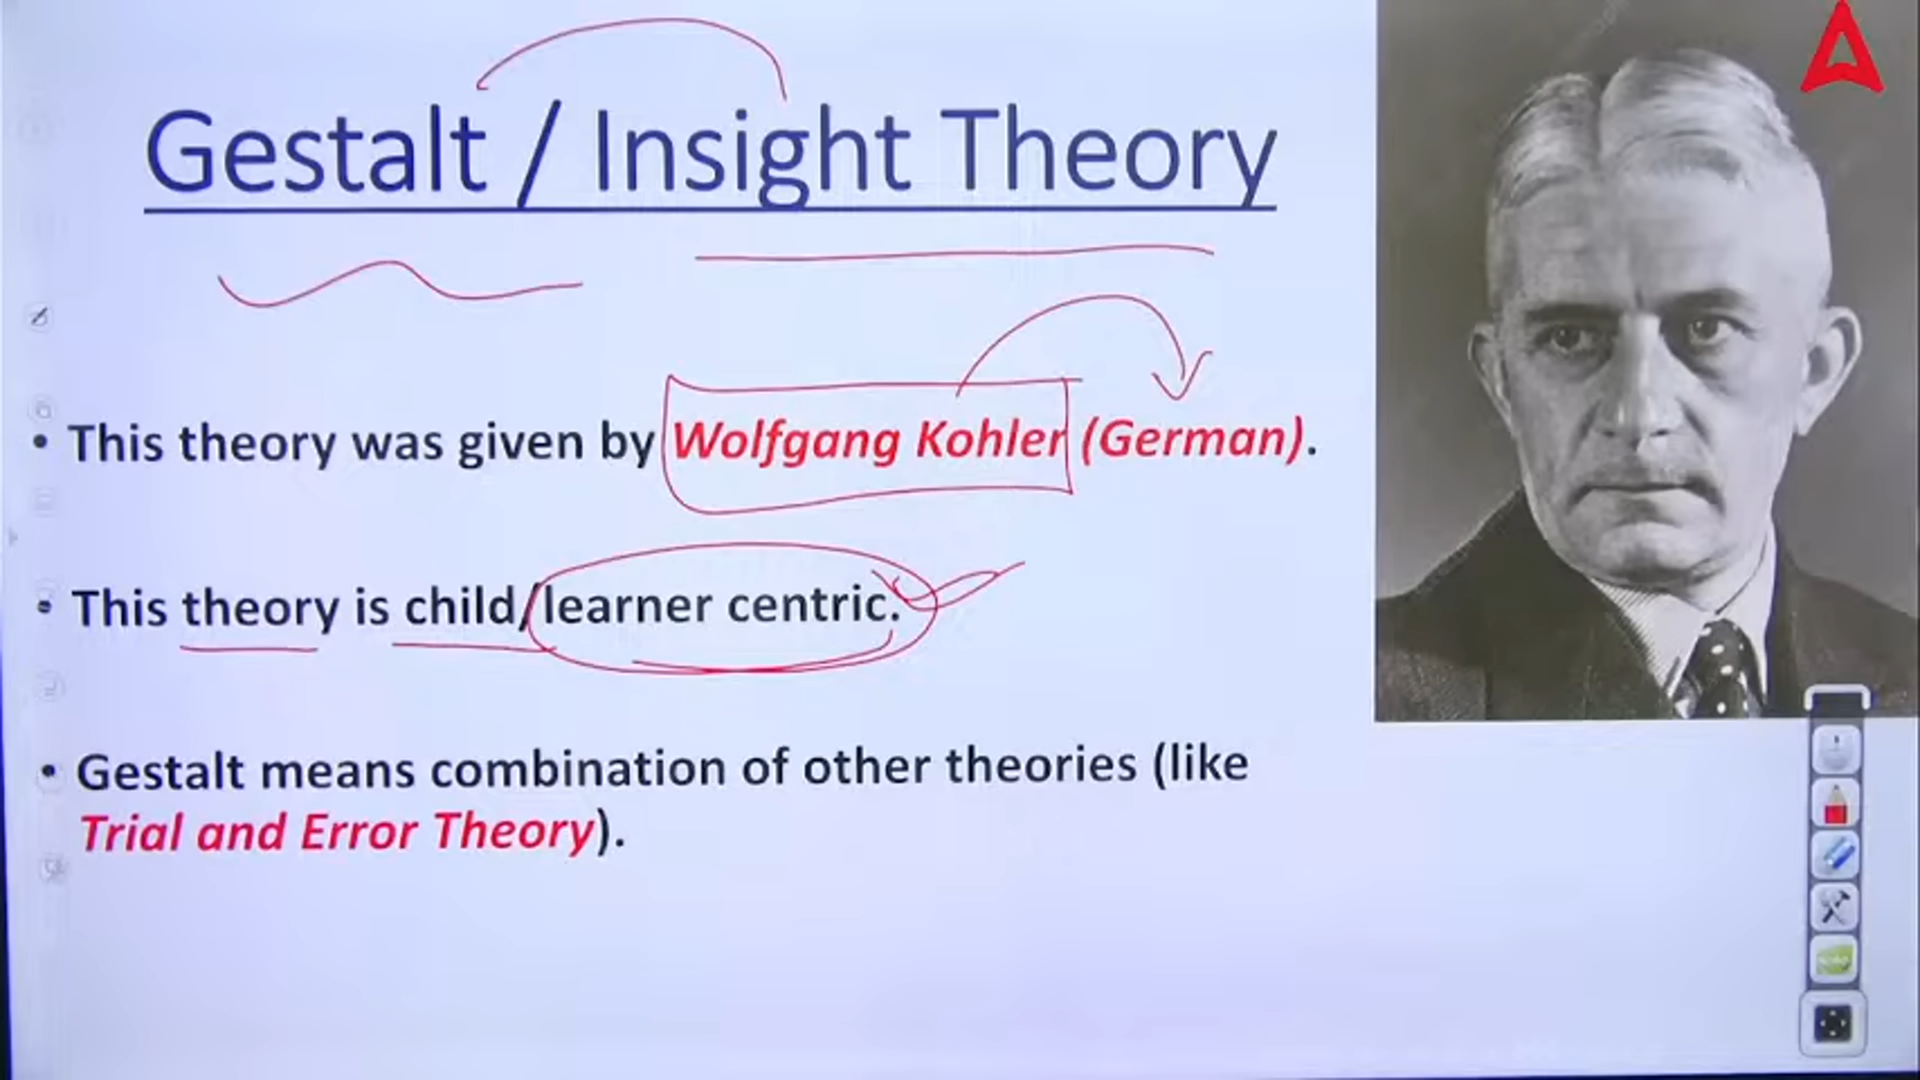 Gestalt / Insight Theory
• This theory was given by Wolfgang Kohler (German).
• This theory is child/learner centric.
• Gestalt means combination of other theories (like
Trial and Error Theory).